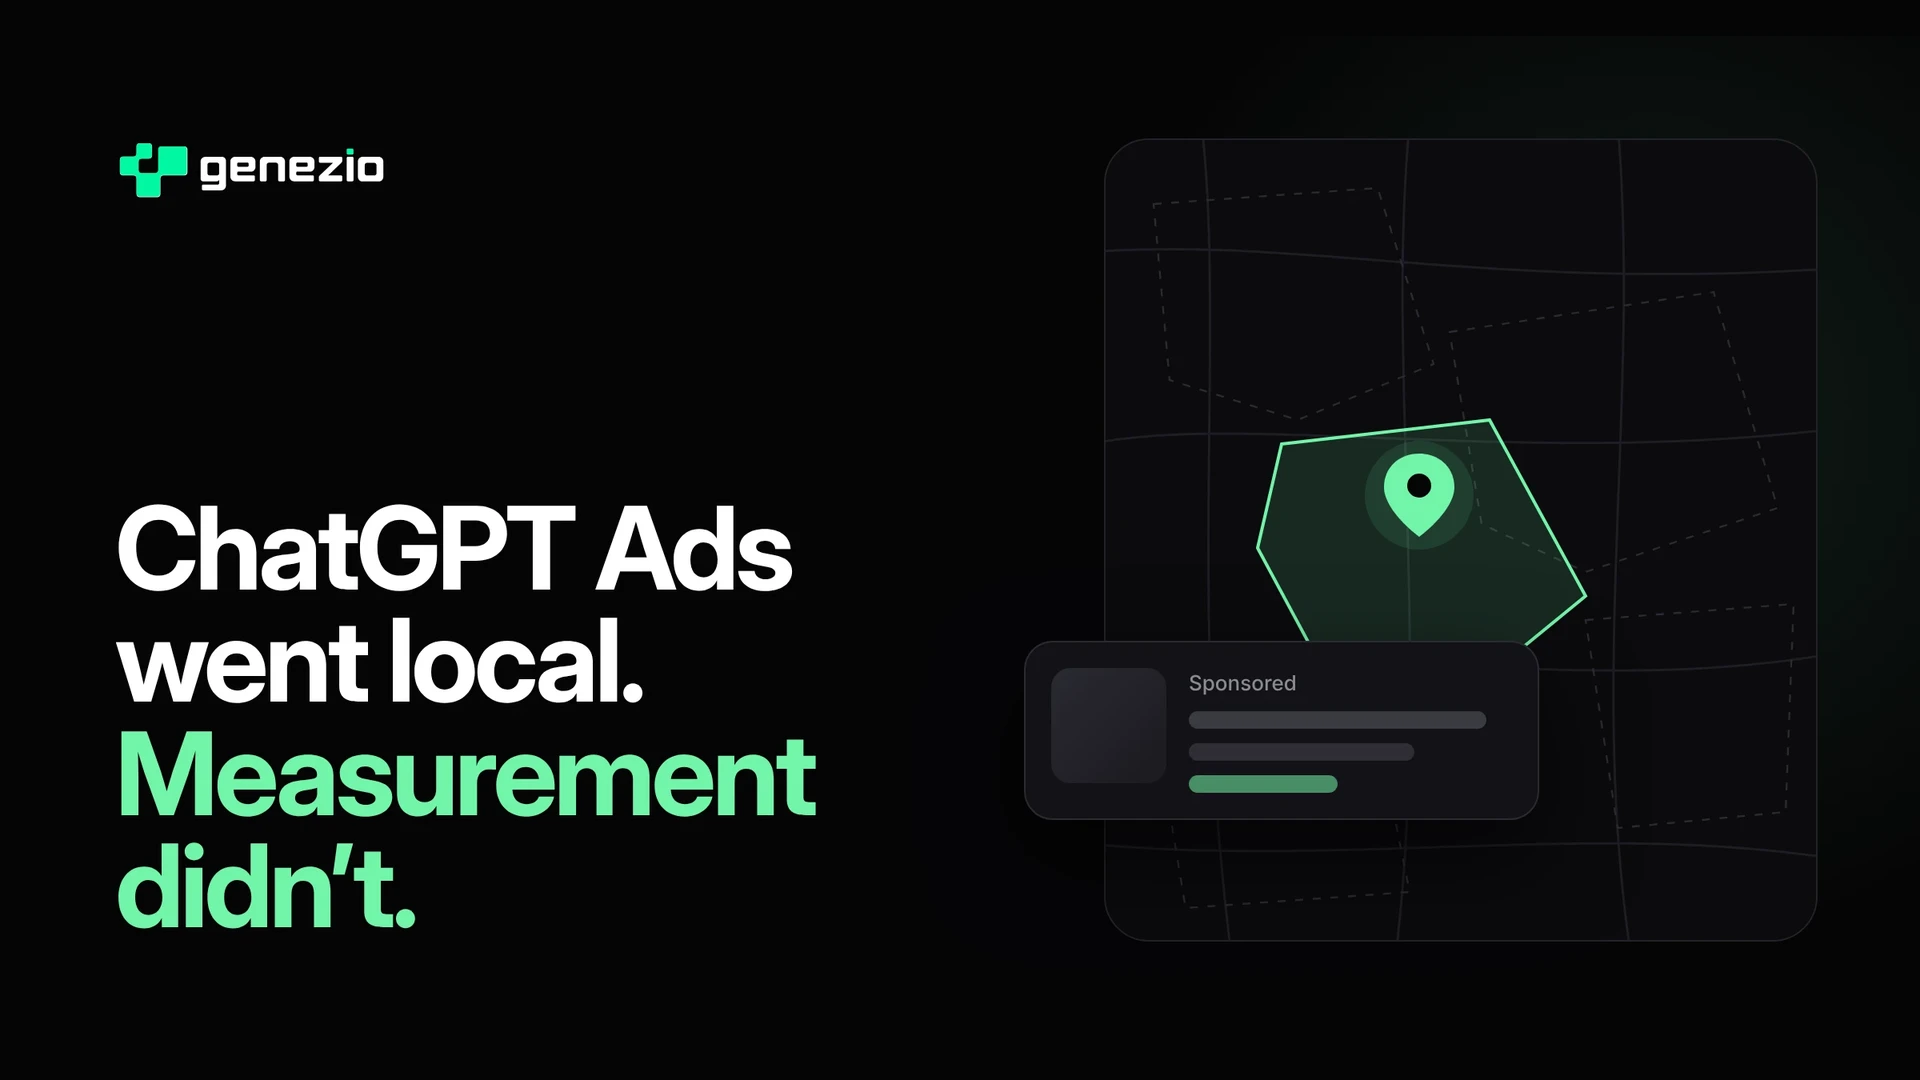 genezio
ChatGPT Ads
went local.
Measurement
didn’t.
Sponsored